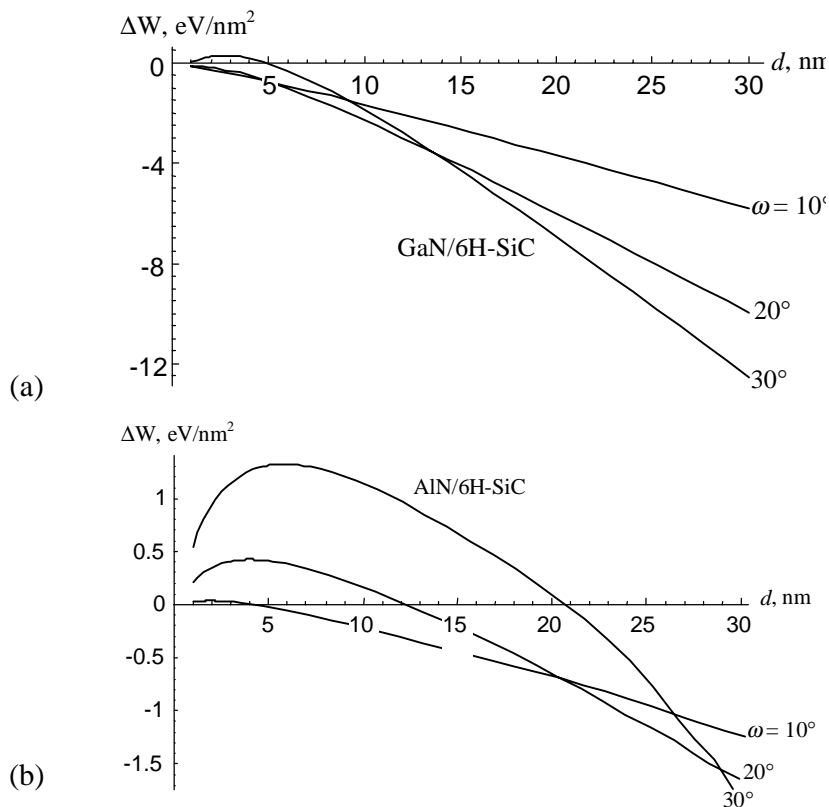 ΔW, eV/nm²
0
5 10 15 20 25 30
d, nm
-4
ω = 10°
GaN/6H-SiC
-8
20°
-12
30°
(a)
ΔW, eV/nm²
AlN/6H-SiC
1
0.5
0
d, nm
5 10 15 20 25 30
-0.5
-1
ω = 10°
-1.5
20°
30°
(b)